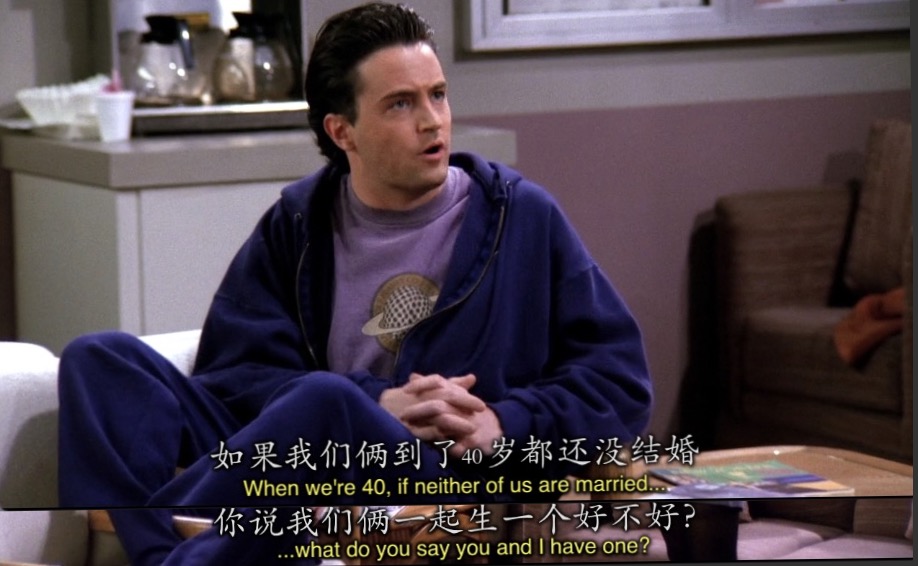 如果我们俩到了40岁都还没结婚
When we're 40, if neither of us are married...
你说我们俩一起生一个好不好?
...what do you say you and I have one?